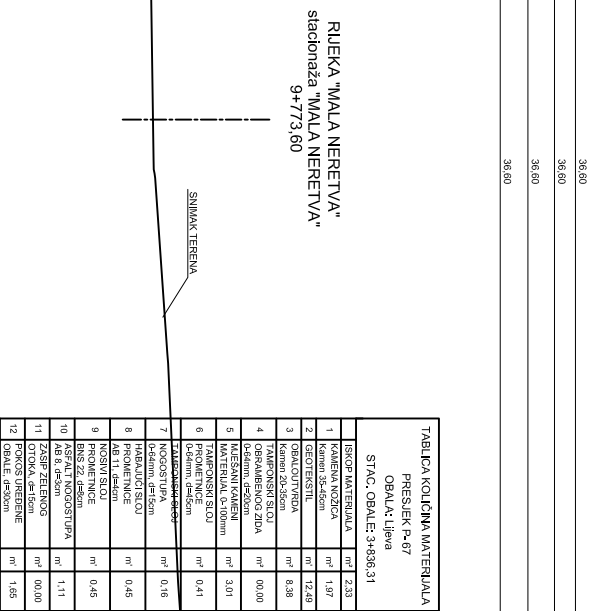 36,60
36,60
36,60
36,60
RIJEKA "MALA NERETVA"
stacionaža "MALA NERETVA"
9+773,60
SNIMAK TERENA
TABLICA KOLIČINA MATERIJALA
PRESJEK P-67
OBALA: Lijeva
STAC. OBALE: 3+836,31
ISKOP MATERIJALA m³ 2,33
1 KAMENA NOŽICA m³ 1,97
Kamen 35-45cm
2 GEOTEKSTIL m² 12,49
3 OBALOUTVRDA m³ 8,38
Kamen 20-35cm
4 TAMPONSKI SLOJ m³ 00,00
OBRAMBENOG ZIDA
0-64mm, d=20cm
5 MIJEŠANI KAMENI m³ 3,01
MATERIJAL 0-100mm
6 TAMPONSKI SLOJ m³ 0,41
PROMETNICE
0-64mm, d=45cm
7 TAMPONSKI SLOJ m³ 0,16
NOGOSTUPA
0-64mm, d=15cm
8 HABAJUĆI SLOJ m' 0,45
PROMETNICE
AB 11, d=4cm
9 NOSIVI SLOJ m' 0,45
PROMETNICE
BNS 22, d=8cm
10 ASFALT NOGOSTUPA m' 1,11
AB 8, d=3cm
11 ZASIP ZELENOG m² 00,00
OTOKA, d=15cm
12 POKOS UREĐENE m' 1,65
OBALE, d=30cm